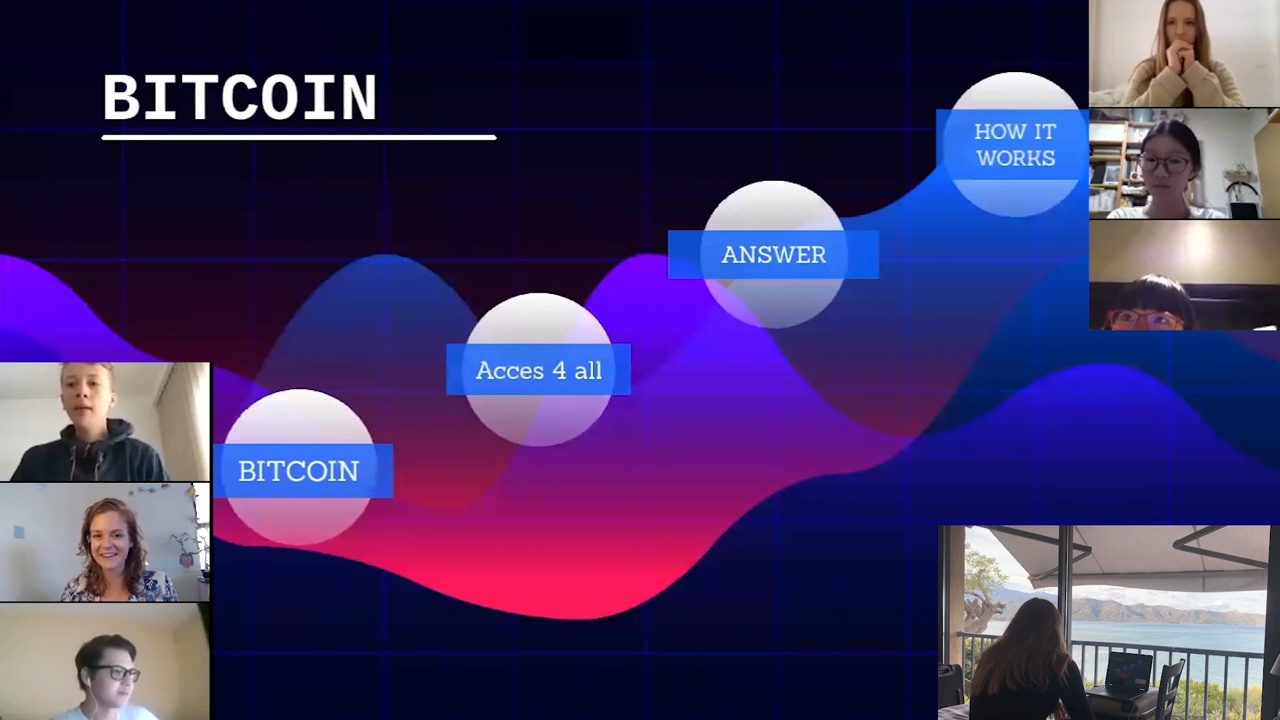 BITCOIN
HOW IT
WORKS
ANSWER
Acces 4 all
BITCOIN